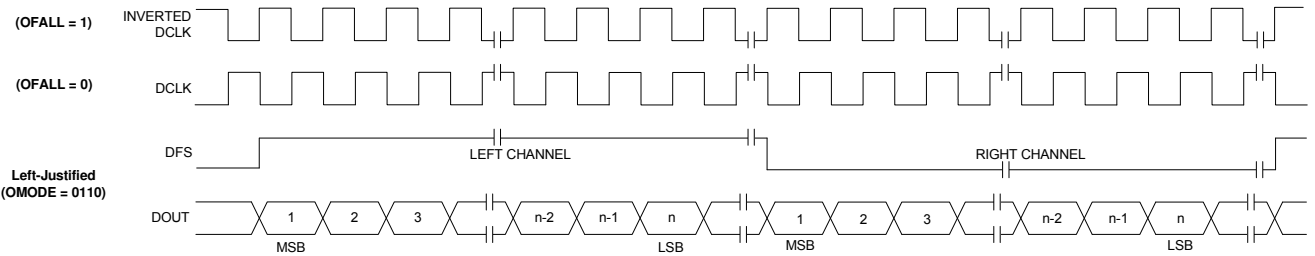 (OFALL = 1) INVERTED
DCLK
(OFALL = 0) DCLK
DFS LEFT CHANNEL RIGHT CHANNEL
Left-Justified
(OMODE = 0110)
DOUT 1 2 3 n-2 n-1 n 1 2 3 n-2 n-1 n
MSB LSB MSB LSB